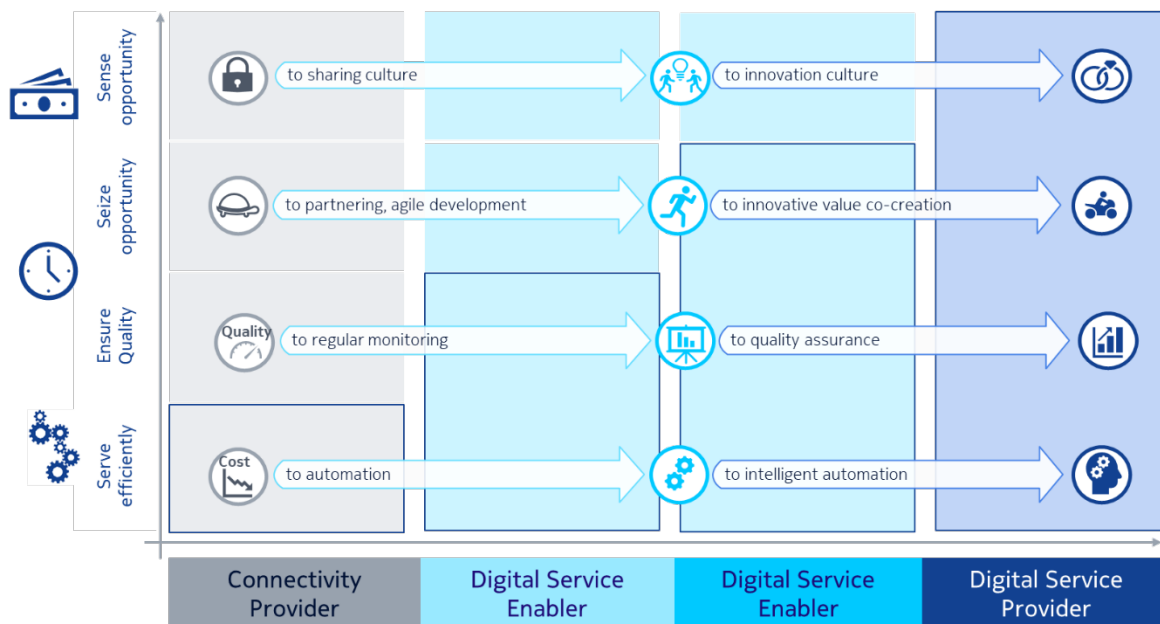 Sense
opportunity
to sharing culture
to innovation culture
Seize
opportunity
to partnering, agile development
to innovative value co-creation
Ensure
Quality
Quality
to regular monitoring
to quality assurance
Serve
efficiently
Cost
to automation
to intelligent automation
Connectivity
Provider
Digital Service
Enabler
Digital Service
Enabler
Digital Service
Provider